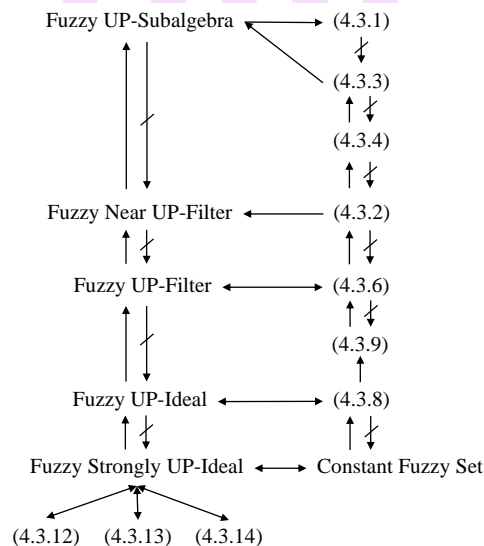 Fuzzy UP-Subalgebra (4.3.1)
(4.3.3)
(4.3.4)
Fuzzy Near UP-Filter (4.3.2)
Fuzzy UP-Filter (4.3.6)
(4.3.9)
Fuzzy UP-Ideal (4.3.8)
Fuzzy Strongly UP-Ideal Constant Fuzzy Set
(4.3.12) (4.3.13) (4.3.14)